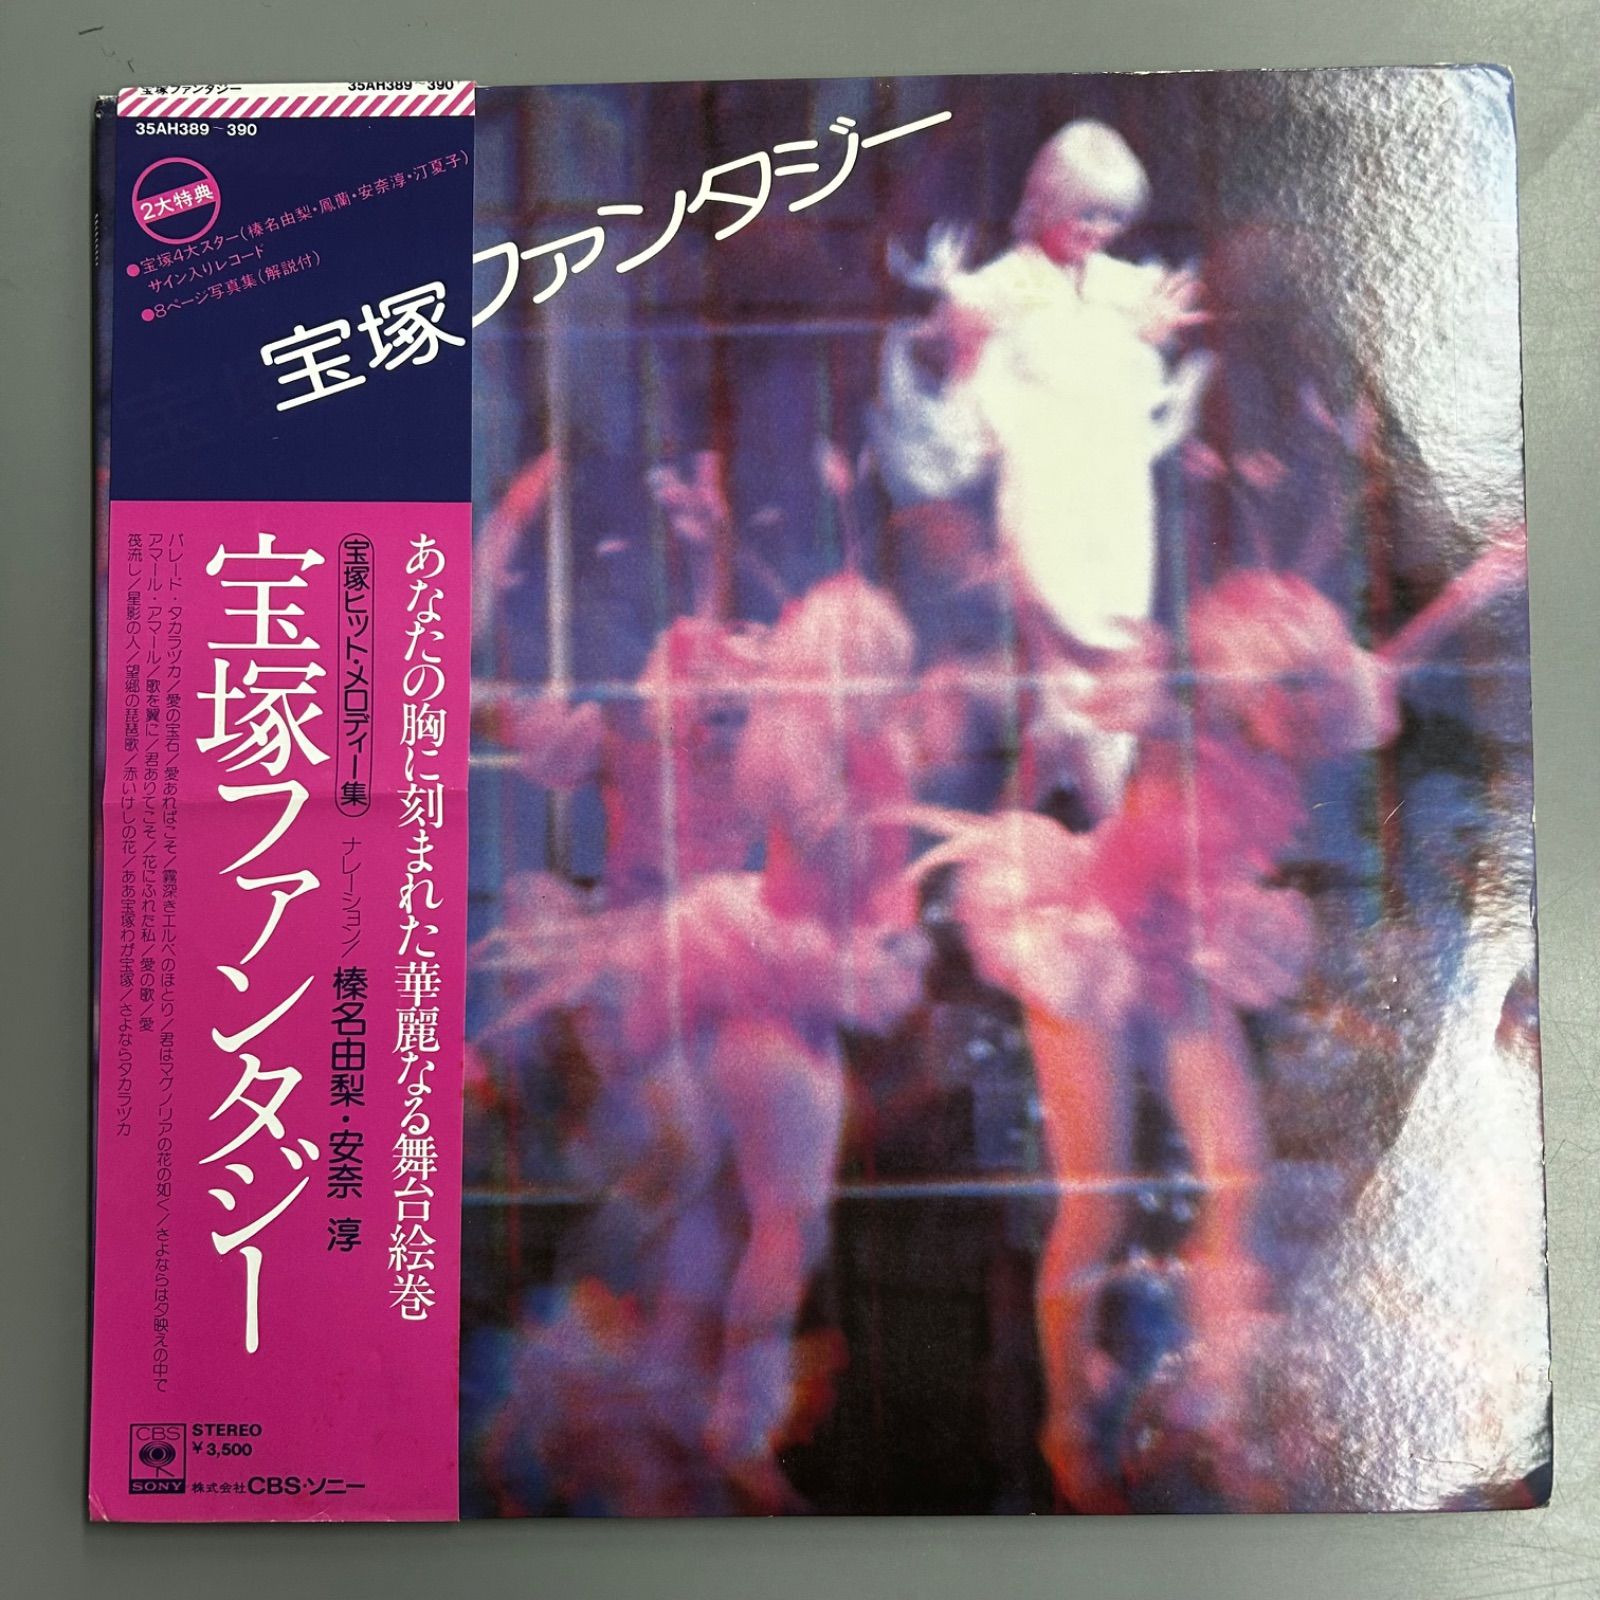 宝塚ファンタジー
35AH389~390
35AH389~390
2大特典
●宝塚4大スター(榛名由梨・鳳蘭・安奈淳・汀夏子)
サイン入りレコード
●8ページ写真集(解説付)
宝塚ファンタジー
あなたの胸に刻まれた華麗なる舞台絵巻
宝塚ヒット・メロディー集
ナレーション/榛名由梨・安奈 淳
宝塚ファンタジー
パレード・タカラヅカ/愛の宝石/愛あればこそ/霧深きエルベのほとり/君はマグノリアの花の如く/さよならは夕映えの中で
アマール・アマール/歌を翼に/君ありてこそ/花にふれた私/愛の歌/愛
筏流し/星影の人/望郷の琵琶歌/赤いけしの花/ああ宝塚わが宝塚/さよならタカラヅカ
CBS
SONY
STEREO
¥3,500
株式会社CBS・ソニー